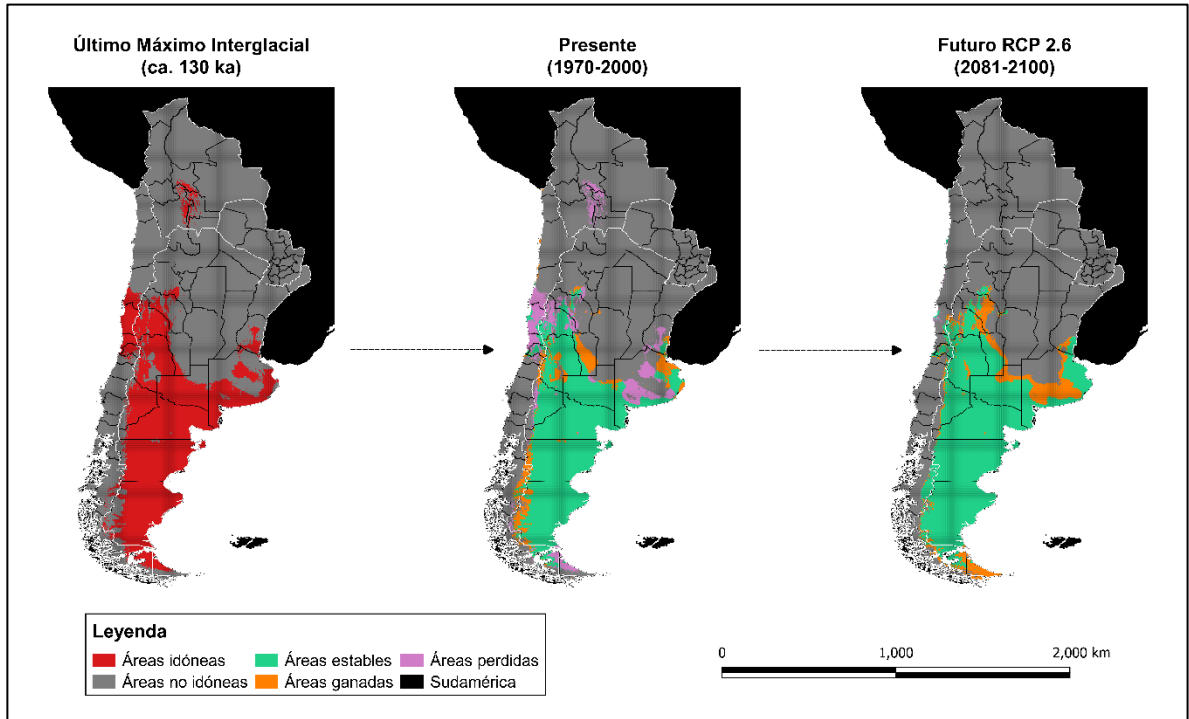 Último Máximo Interglacial
(ca. 130 ka)
Presente
(1970-2000)
Futuro RCP 2.6
(2081-2100)
Leyenda
Áreas idóneas
Áreas estables
Áreas perdidas
Áreas no idóneas
Áreas ganadas
Sudamérica
0
1,000
2,000 km